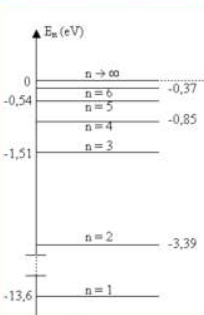 Eₙ (eV)
0 n → ∞
n = 6 -0,37
-0,54 n = 5
n = 4 -0,85
-1,51 n = 3
n = 2 -3,39
-13,6 n = 1